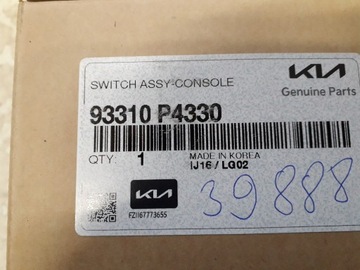 SWITCH ASSY-CONSOLE
KIA
Genuine Parts
93310 P4330
QTY: 1
MADE IN KOREA
IJ16 / LG02
KIA
FZI167773655
39888